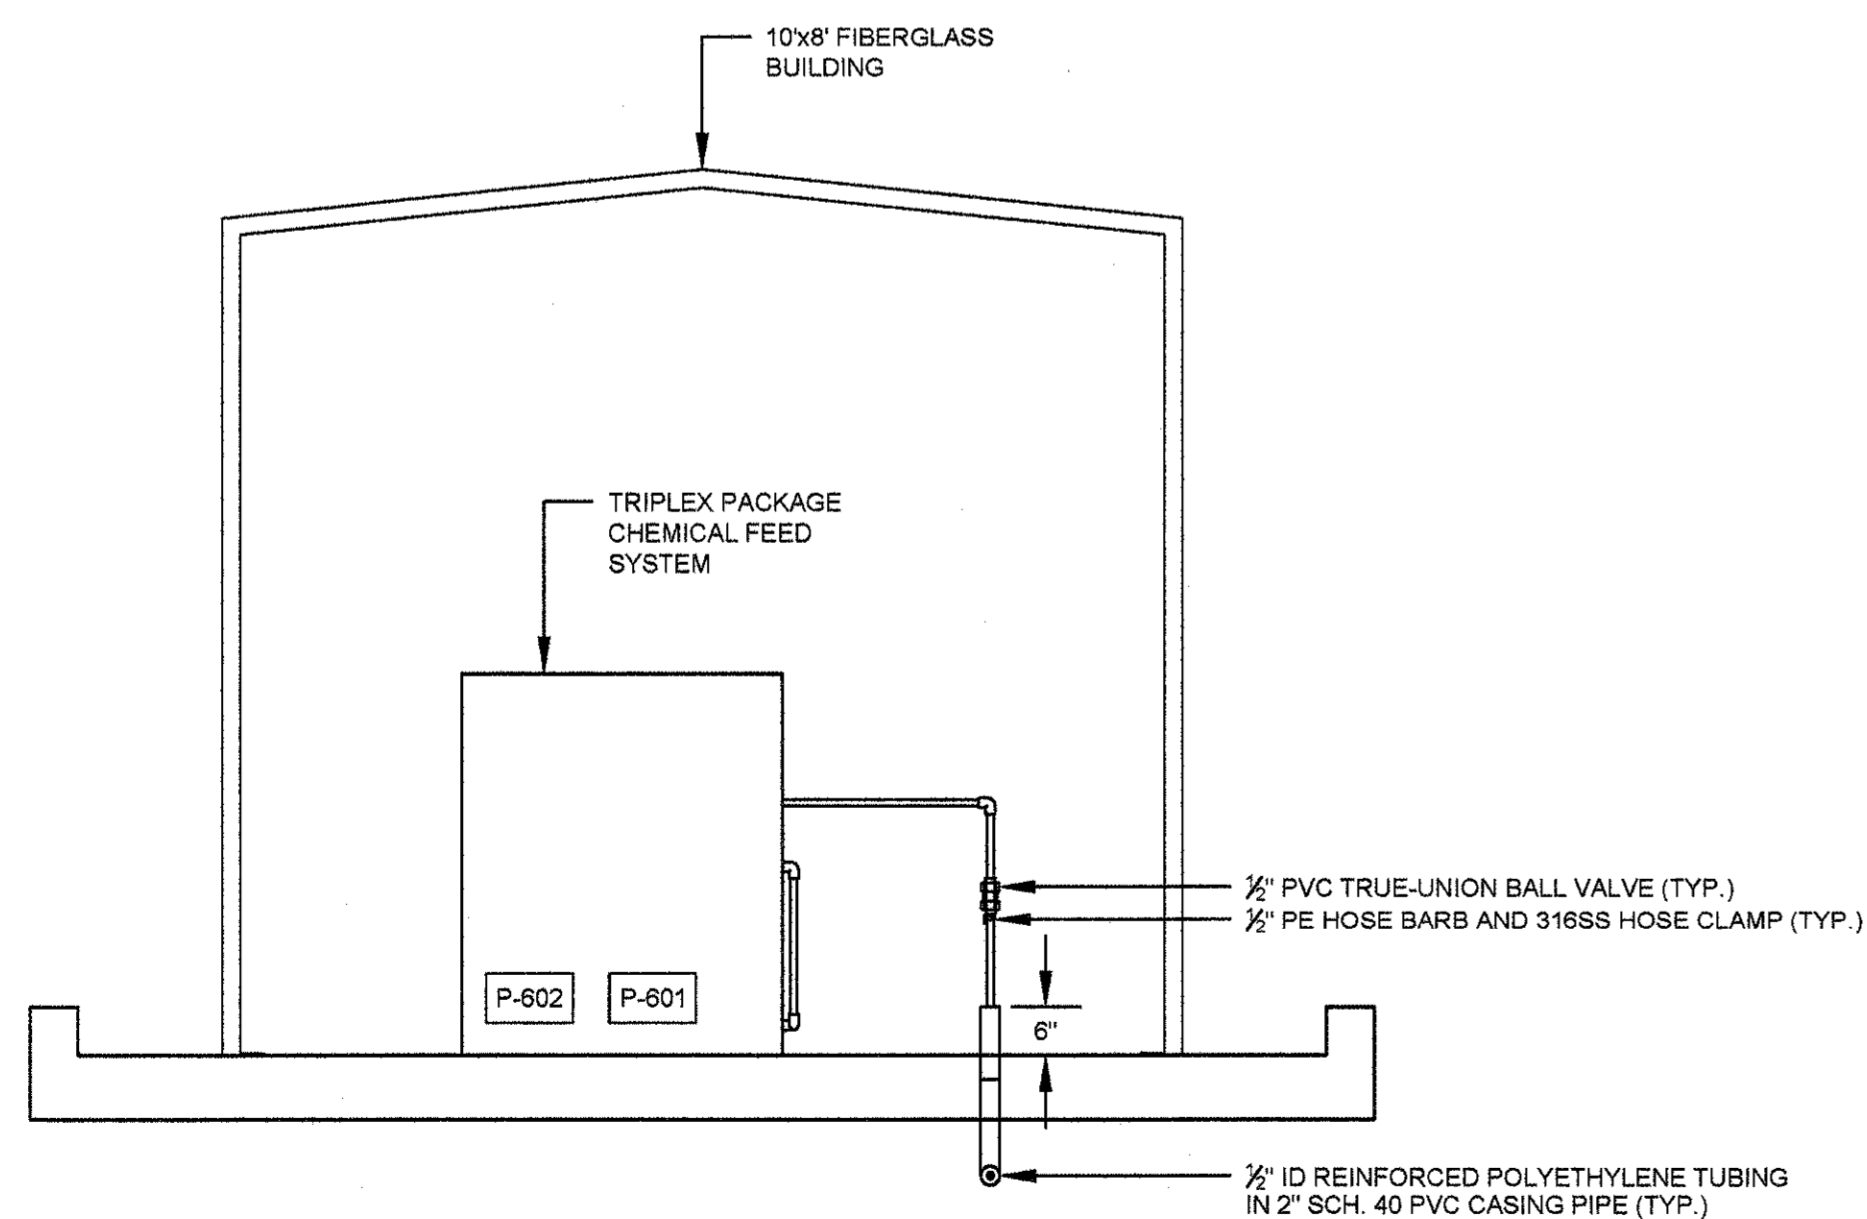 10'x8' FIBERGLASS
BUILDING
TRIPLEX PACKAGE
CHEMICAL FEED
SYSTEM
½" PVC TRUE-UNION BALL VALVE (TYP.)
½" PE HOSE BARB AND 316SS HOSE CLAMP (TYP.)
P-602 P-601
6"
½" ID REINFORCED POLYETHYLENE TUBING
IN 2" SCH. 40 PVC CASING PIPE (TYP.)